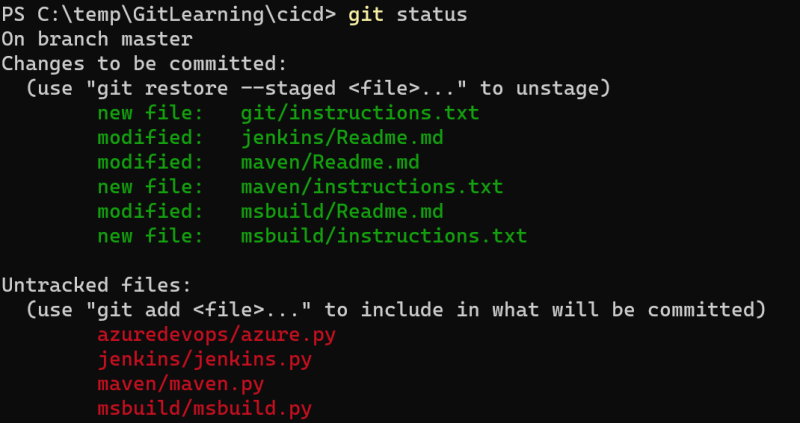 PS C:\temp\GitLearning\cicd> git status
On branch master
Changes to be committed:
  (use "git restore --staged <file>..." to unstage)
        new file:   git/instructions.txt
        modified:   jenkins/Readme.md
        modified:   maven/Readme.md
        new file:   maven/instructions.txt
        modified:   msbuild/Readme.md
        new file:   msbuild/instructions.txt

Untracked files:
  (use "git add <file>..." to include in what will be committed)
        azuredevops/azure.py
        jenkins/jenkins.py
        maven/maven.py
        msbuild/msbuild.py